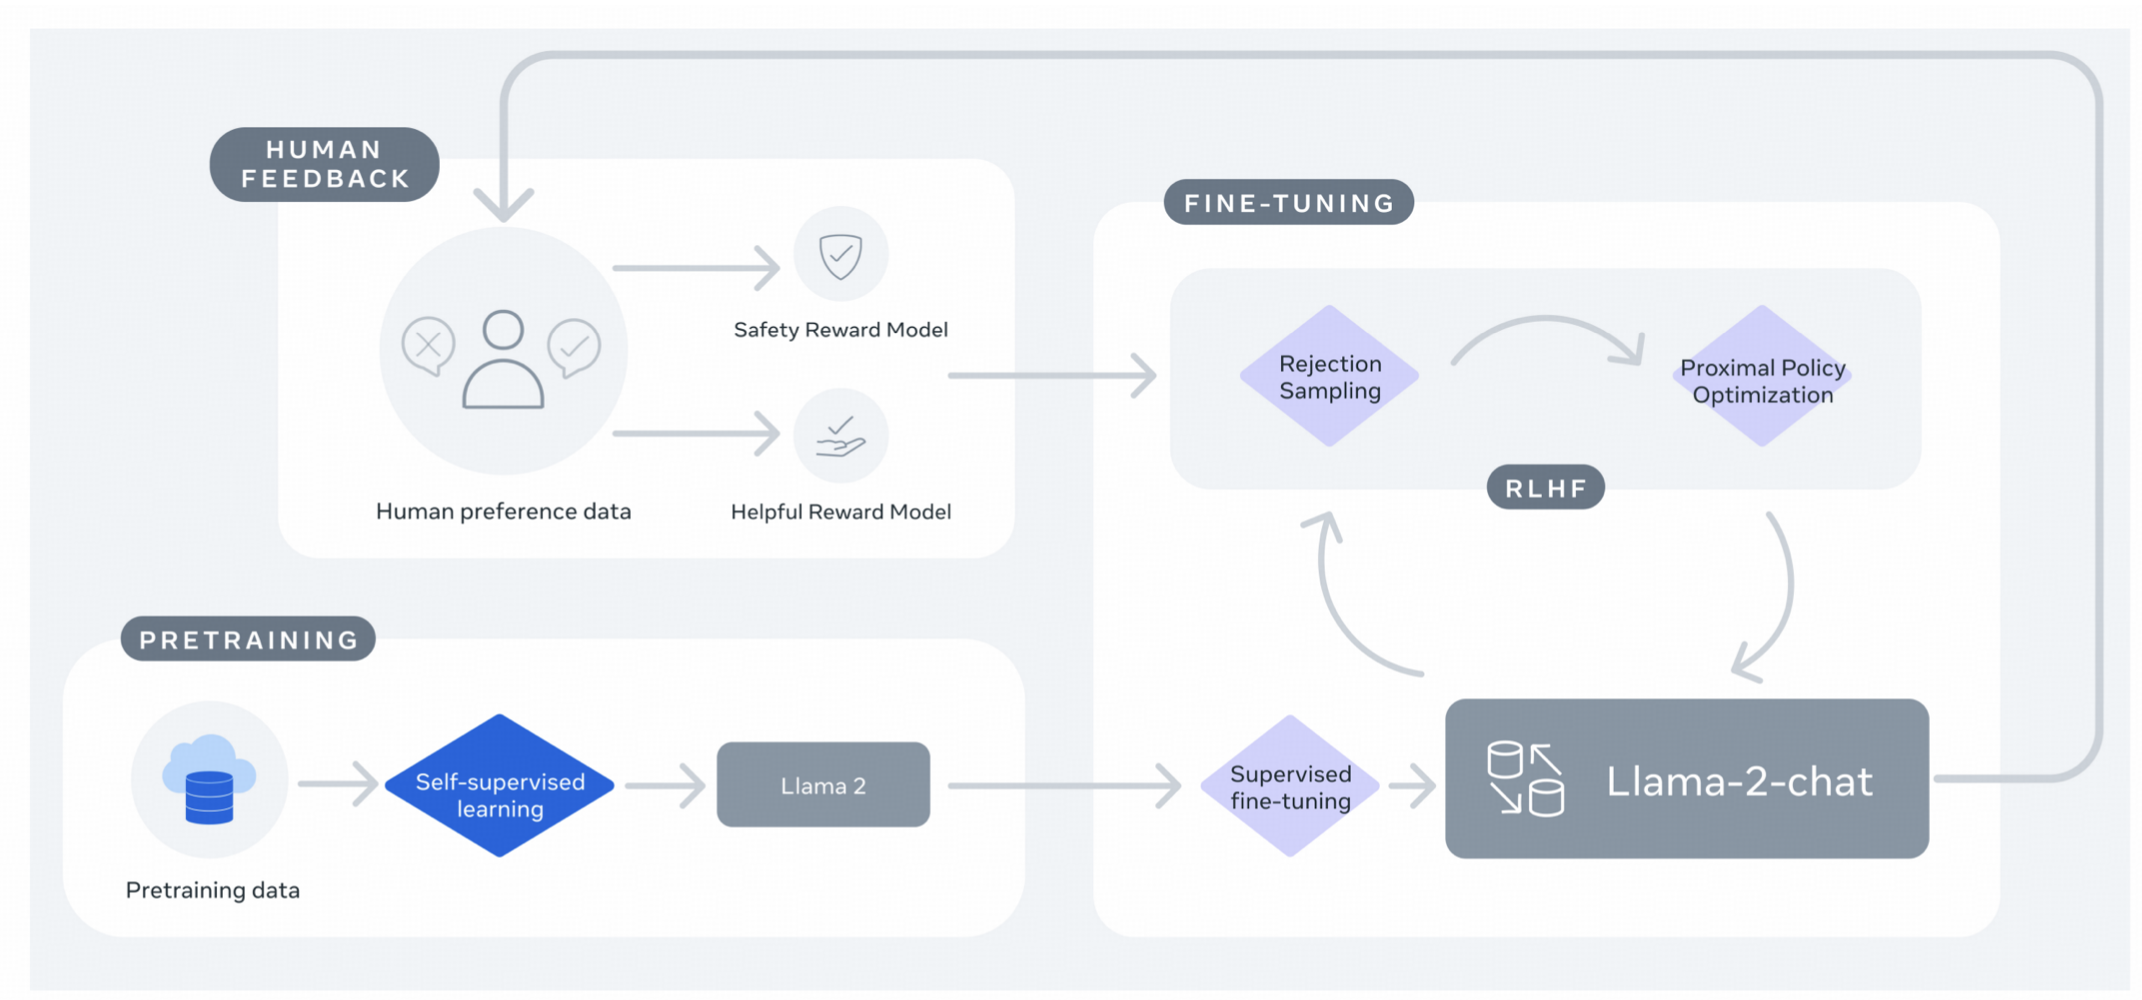 HUMAN
FEEDBACK
Safety Reward Model
Human preference data
Helpful Reward Model
FINE-TUNING
Rejection
Sampling
Proximal Policy
Optimization
RLHF
PRETRAINING
Pretraining data
Self-supervised
learning
Llama 2
Supervised
fine-tuning
Llama-2-chat